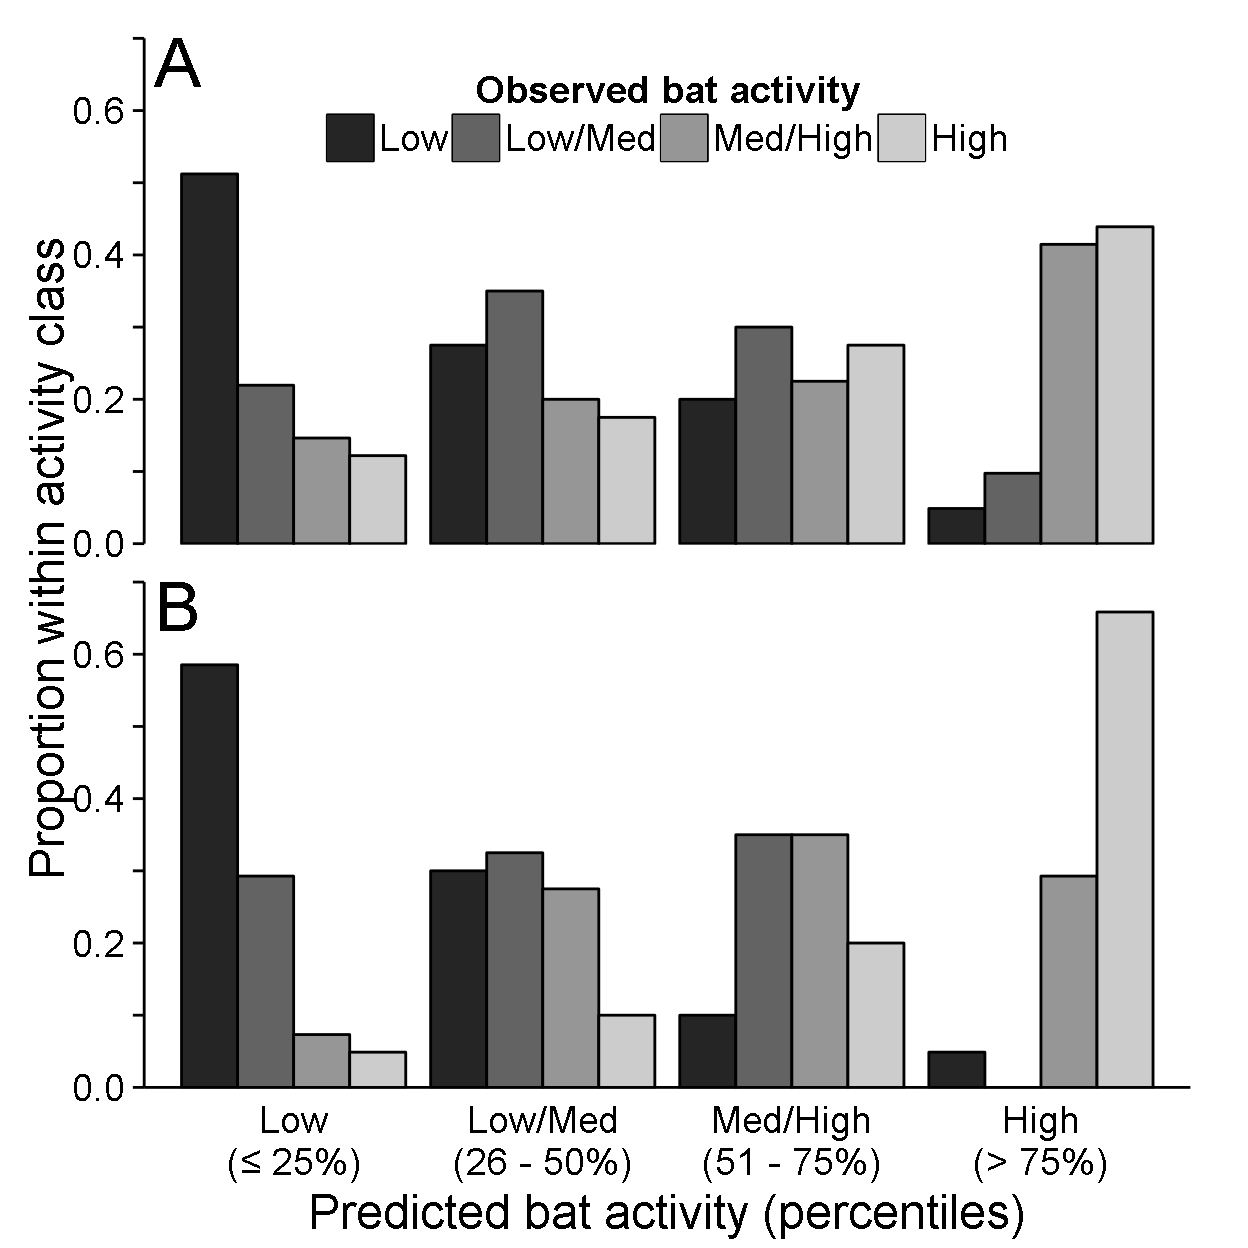 A
Observed bat activity
Low Low/Med Med/High High
0.6
0.4
0.2
0.0
Proportion within activity class
B
0.6
0.4
0.2
0.0
Low Low/Med Med/High High
(≤ 25%) (26 - 50%) (51 - 75%) (> 75%)
Predicted bat activity (percentiles)